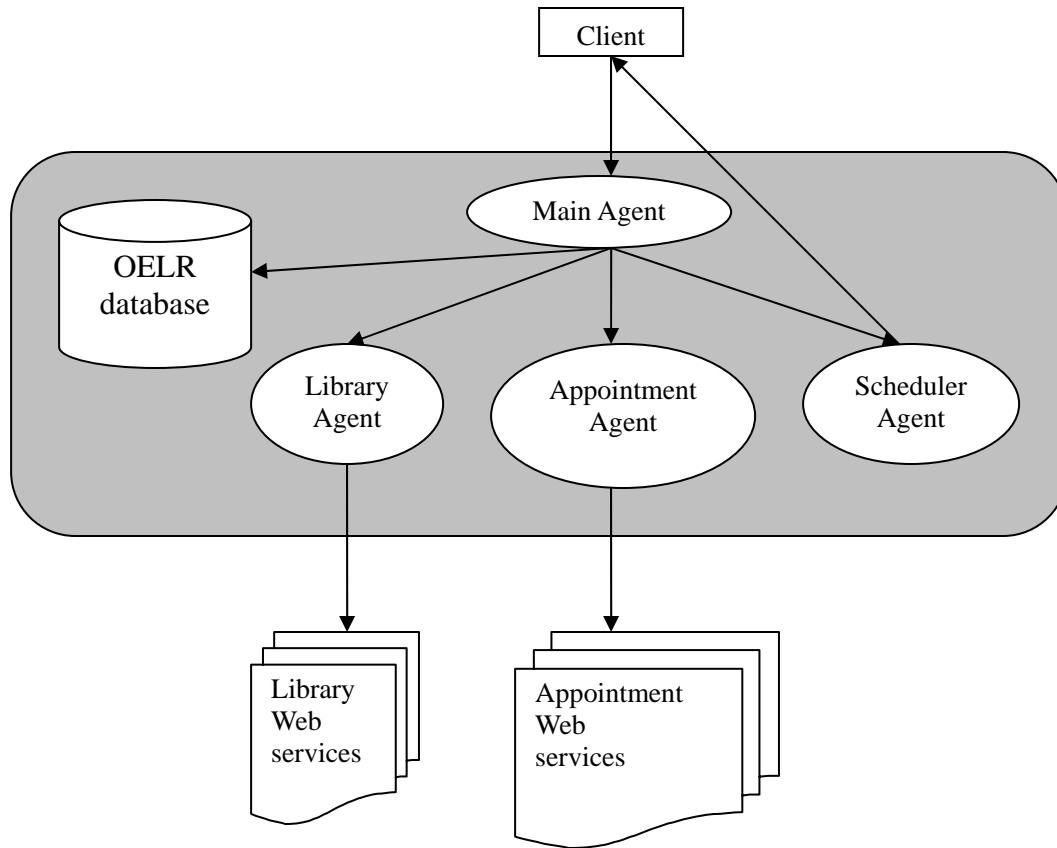 Client
Main Agent
OELR
database
Library
Agent
Appointment
Agent
Scheduler
Agent
Library
Web
services
Appointment
Web
services